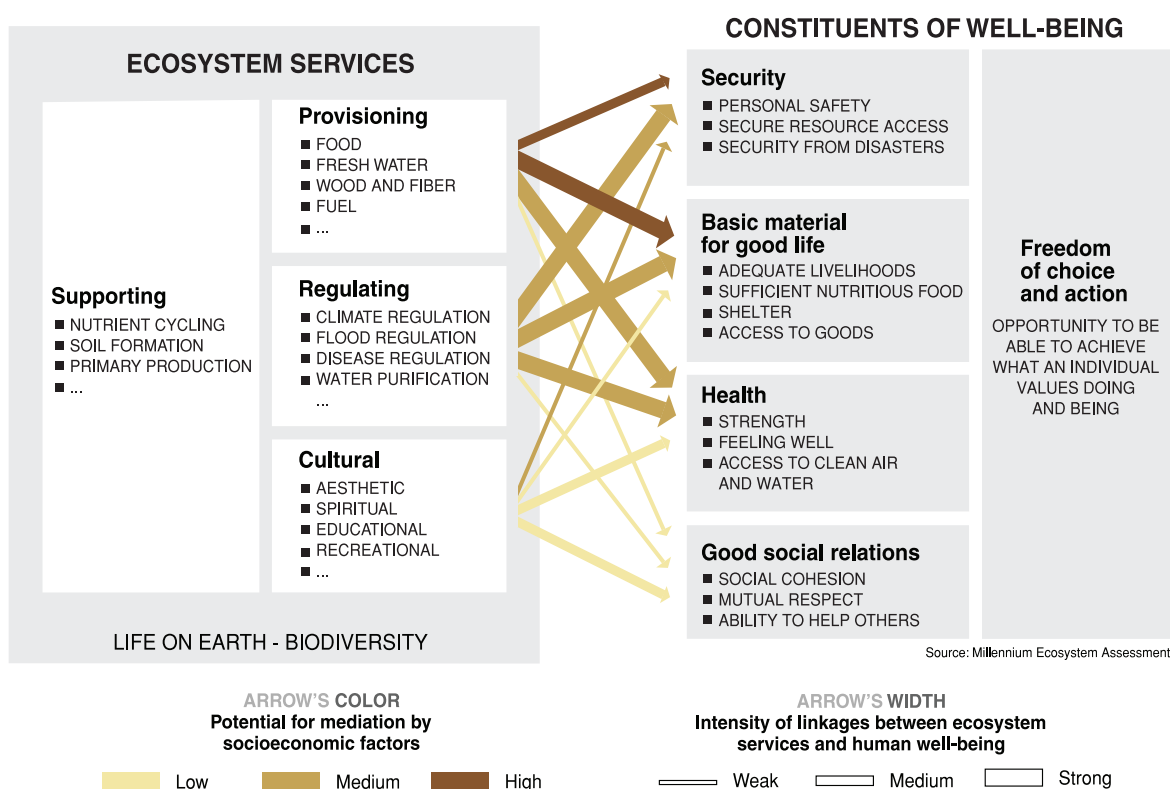 CONSTITUENTS OF WELL-BEING
ECOSYSTEM SERVICES
Supporting
■ NUTRIENT CYCLING
■ SOIL FORMATION
■ PRIMARY PRODUCTION
■ ...
Provisioning
■ FOOD
■ FRESH WATER
■ WOOD AND FIBER
■ FUEL
■ ...
Regulating
■ CLIMATE REGULATION
■ FLOOD REGULATION
■ DISEASE REGULATION
■ WATER PURIFICATION
...
Cultural
■ AESTHETIC
■ SPIRITUAL
■ EDUCATIONAL
■ RECREATIONAL
■ ...
LIFE ON EARTH - BIODIVERSITY
Security
■ PERSONAL SAFETY
■ SECURE RESOURCE ACCESS
■ SECURITY FROM DISASTERS
Basic material
for good life
■ ADEQUATE LIVELIHOODS
■ SUFFICIENT NUTRITIOUS FOOD
■ SHELTER
■ ACCESS TO GOODS
Health
■ STRENGTH
■ FEELING WELL
■ ACCESS TO CLEAN AIR
AND WATER
Good social relations
■ SOCIAL COHESION
■ MUTUAL RESPECT
■ ABILITY TO HELP OTHERS
Freedom
of choice
and action
OPPORTUNITY TO BE
ABLE TO ACHIEVE
WHAT AN INDIVIDUAL
VALUES DOING
AND BEING
Source: Millennium Ecosystem Assessment
ARROW'S COLOR
Potential for mediation by
socioeconomic factors
Low
Medium
High
ARROW'S WIDTH
Intensity of linkages between ecosystem
services and human well-being
Weak
Medium
Strong